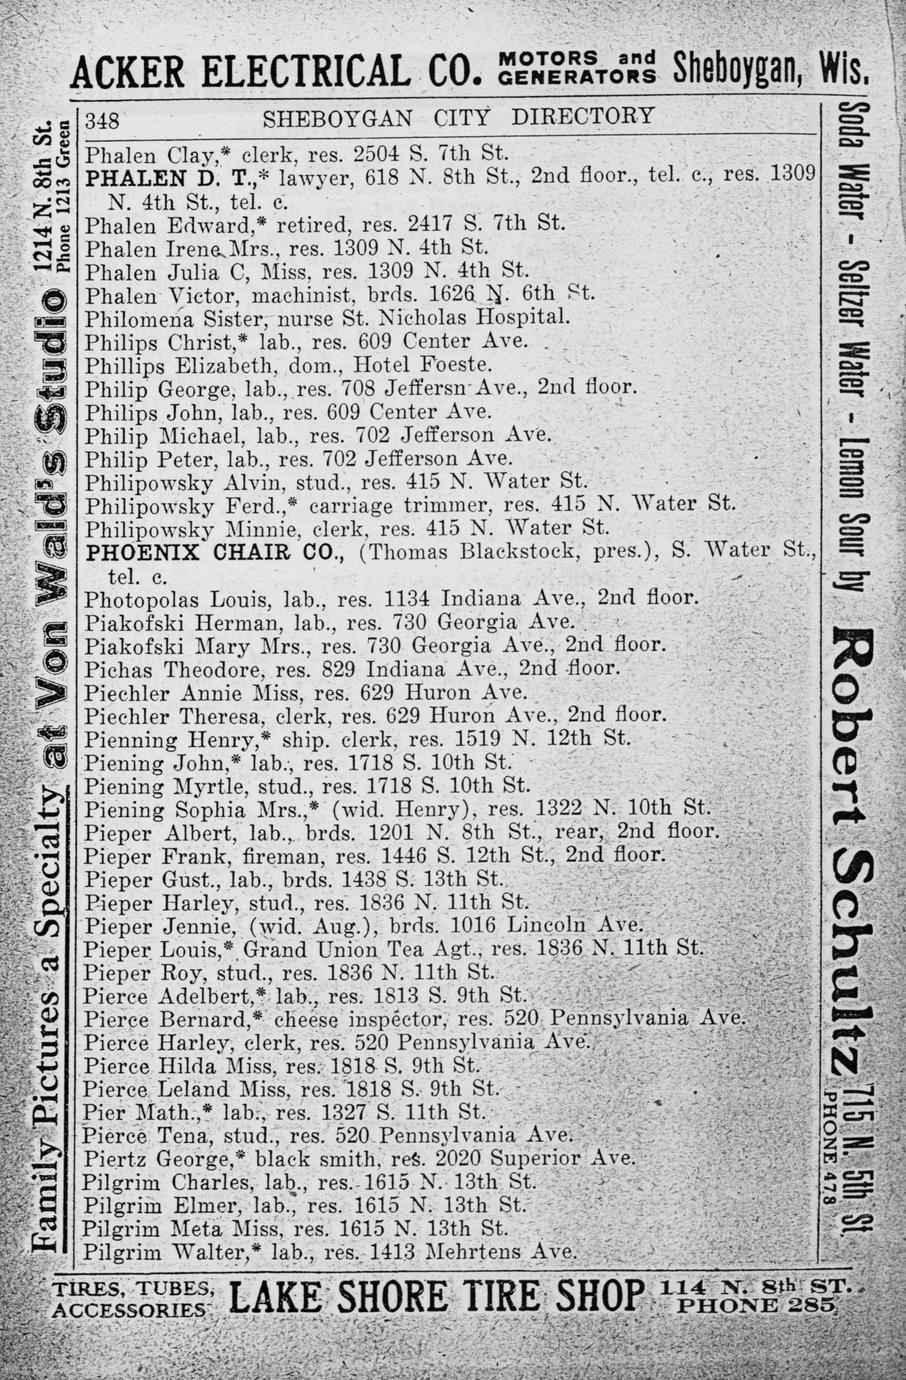 ACKER ELECTRICAL CO. MOTORS and GENERATORS Sheboygan, Wis.
348 SHEBOYGAN CITY DIRECTORY
Phalen Clay,* clerk, res. 2504 S. 7th St.
PHALEN D. T.,* lawyer, 618 N. 8th St., 2nd floor., tel. c., res. 1309
N. 4th St., tel. c.
Phalen Edward,* retired, res. 2417 S. 7th St.
Phalen Irene Mrs., res. 1309 N. 4th St.
Phalen Julia C, Miss, res. 1309 N. 4th St.
Phalen Victor, machinist, brds. 1626 N. 6th St.
Philomena Sister, nurse St. Nicholas Hospital.
Philips Christ,* lab., res. 609 Center Ave.
Phillips Elizabeth, dom., Hotel Foeste.
Philip George, lab., res. 708 Jeffersn Ave., 2nd floor.
Philips John, lab., res. 609 Center Ave.
Philip Michael, lab., res. 702 Jefferson Ave.
Philip Peter, lab., res. 702 Jefferson Ave.
Philipowsky Alvin, stud., res. 415 N. Water St.
Philipowsky Ferd.,* carriage trimmer, res. 415 N. Water St.
Philipowsky Minnie, clerk, res. 415 N. Water St.
PHOENIX CHAIR CO., (Thomas Blackstock, pres.), S. Water St.,
tel. c.
Photopolas Louis, lab., res. 1134 Indiana Ave., 2nd floor.
Piakofski Herman, lab., res. 730 Georgia Ave.
Piakofski Mary Mrs., res. 730 Georgia Ave., 2nd floor.
Pichas Theodore, res. 829 Indiana Ave., 2nd floor.
Piechler Annie Miss, res. 629 Huron Ave.
Piechler Theresa, clerk, res. 629 Huron Ave., 2nd floor.
Pienning Henry,* ship. clerk, res. 1519 N. 12th St.
Piening John,* lab., res. 1718 S. 10th St.
Piening Myrtle, stud., res. 1718 S. 10th St.
Piening Sophia Mrs.,* (wid. Henry), res. 1322 N. 10th St.
Pieper Albert, lab., brds. 1201 N. 8th St., rear, 2nd floor.
Pieper Frank, fireman, res. 1446 S. 12th St., 2nd floor.
Pieper Gust., lab., brds. 1438 S. 13th St.
Pieper Harley, stud., res. 1836 N. 11th St.
Pieper Jennie, (wid. Aug.), brds. 1016 Lincoln Ave.
Pieper Louis,* Grand Union Tea Agt., res. 1836 N. 11th St.
Pieper Roy, stud., res. 1836 N. 11th St.
Pierce Adelbert,* lab., res. 1813 S. 9th St.
Pierce Bernard,* cheese inspector, res. 520 Pennsylvania Ave.
Pierce Harley, clerk, res. 520 Pennsylvania Ave.
Pierce Hilda Miss, res. 1818 S. 9th St.
Pierce Leland Miss, res. 1818 S. 9th St.
Pier Math.,* lab., res. 1327 S. 11th St.
Pierce Tena, stud., res. 520 Pennsylvania Ave.
Piertz George,* black smith, res. 2020 Superior Ave.
Pilgrim Charles, lab., res. 1615 N. 13th St.
Pilgrim Elmer, lab., res. 1615 N. 13th St.
Pilgrim Meta Miss, res. 1615 N. 13th St.
Pilgrim Walter,* lab., res. 1413 Mehrtens Ave.
Family Pictures a Specialty at Von Wald's Studio 1214 N. 8th St.
Phone 1213 Green
Soda Water - Seltzer Water - Lemon Sour by Robert Schultz 715 N. 5th St.
PHONE 478
TIRES, TUBES, ACCESSORIES LAKE SHORE TIRE SHOP 114 N. 8th ST.
PHONE 285